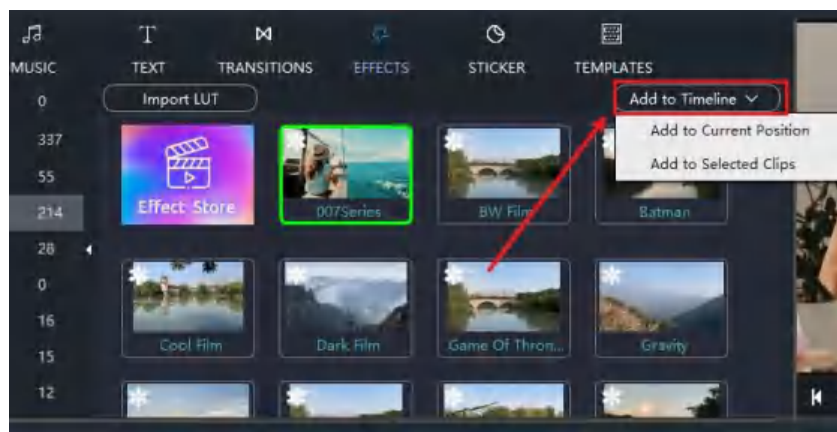 MUSIC
TEXT
TRANSITIONS
EFFECTS
STICKER
TEMPLATES
0
Import LUT
Add to Timeline
Add to Current Position
Add to Selected Clips
337
55
214
28
0
16
15
12
Effect Store
007Series
BW Film
Batman
Cool Film
Dark Film
Game Of Thron...
Gravity